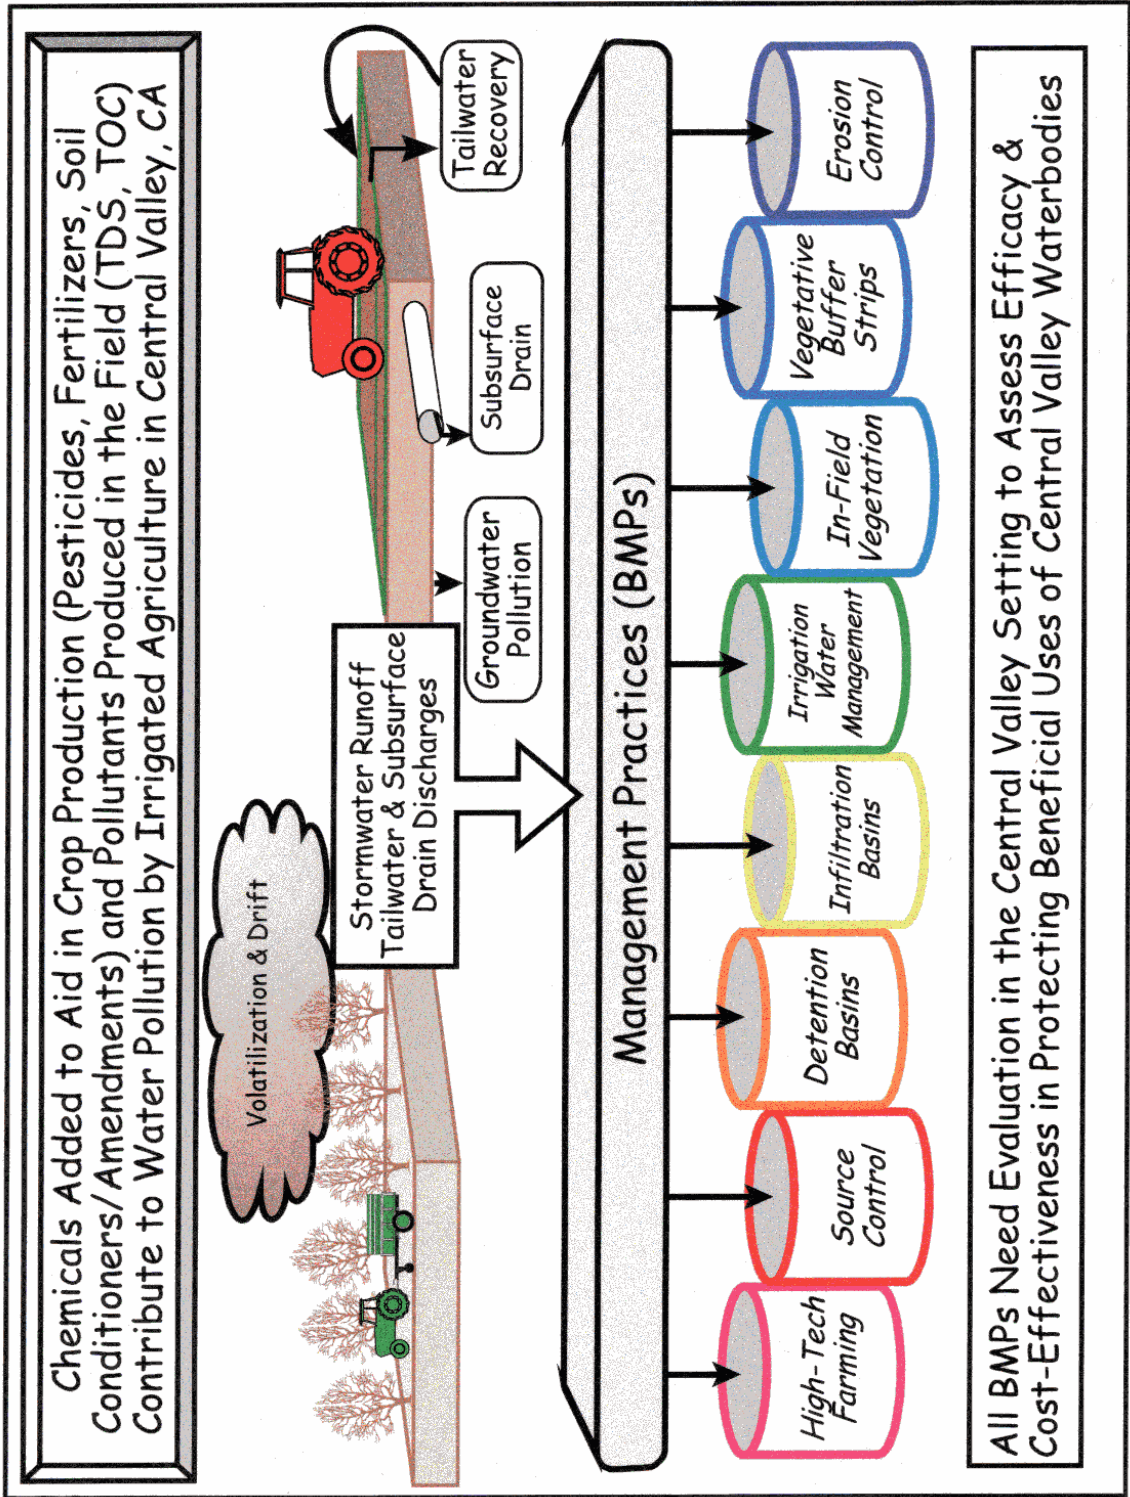 Chemicals Added to Aid in Crop Production (Pesticides, Fertilizers, Soil
Conditioners/Amendments) and Pollutants Produced in the Field (TDS, TOC)
Contribute to Water Pollution by Irrigated Agriculture in Central Valley, CA
Volatilization & Drift
Stormwater Runoff
Tailwater & Subsurface
Drain Discharges
Groundwater
Pollution
Subsurface
Drain
Tailwater
Recovery
Management Practices (BMPs)
High-Tech
Farming
Source
Control
Detention
Basins
Infiltration
Basins
Irrigation
Water
Management
In-Field
Vegetation
Vegetative
Buffer
Strips
Erosion
Control
All BMPs Need Evaluation in the Central Valley Setting to Assess Efficacy &
Cost-Effectiveness in Protecting Beneficial Uses of Central Valley Waterbodies